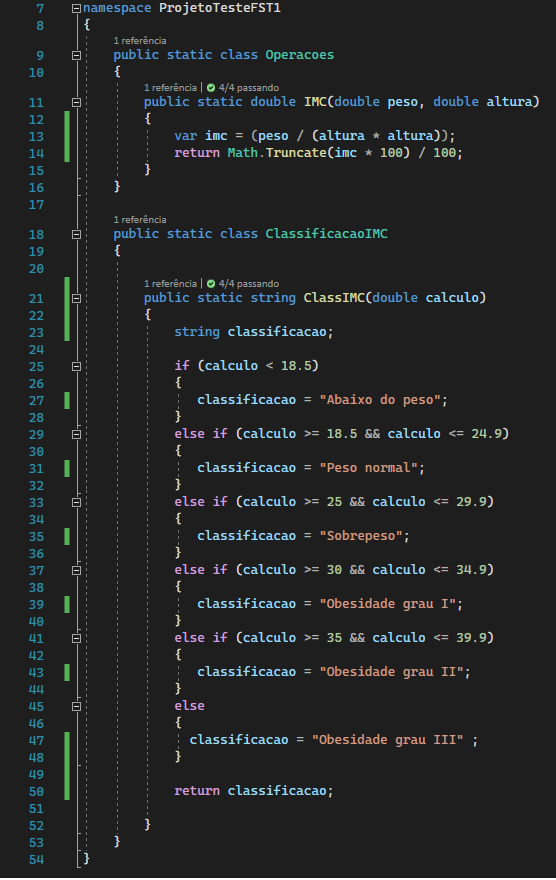 7 namespace ProjetoTesteFST1
8 {
1 referência
9 public static class Operacoes
10 {
1 referência | 4/4 passando
11 public static double IMC(double peso, double altura)
12 {
13 var imc = (peso / (altura * altura));
14 return Math.Truncate(imc * 100) / 100;
15 }
16 }
17
1 referência
18 public static class ClassificacaoIMC
19 {
20
1 referência | 4/4 passando
21 public static string ClassIMC(double calculo)
22 {
23 string classificacao;
24
25 if (calculo < 18.5)
26 {
27 classificacao = "Abaixo do peso";
28 }
29 else if (calculo >= 18.5 && calculo <= 24.9)
30 {
31 classificacao = "Peso normal";
32 }
33 else if (calculo >= 25 && calculo <= 29.9)
34 {
35 classificacao = "Sobrepeso";
36 }
37 else if (calculo >= 30 && calculo <= 34.9)
38 {
39 classificacao = "Obesidade grau I";
40 }
41 else if (calculo >= 35 && calculo <= 39.9)
42 {
43 classificacao = "Obesidade grau II";
44 }
45 else
46 {
47 classificacao = "Obesidade grau III" ;
48 }
49
50 return classificacao;
51
52 }
53 }
54 }